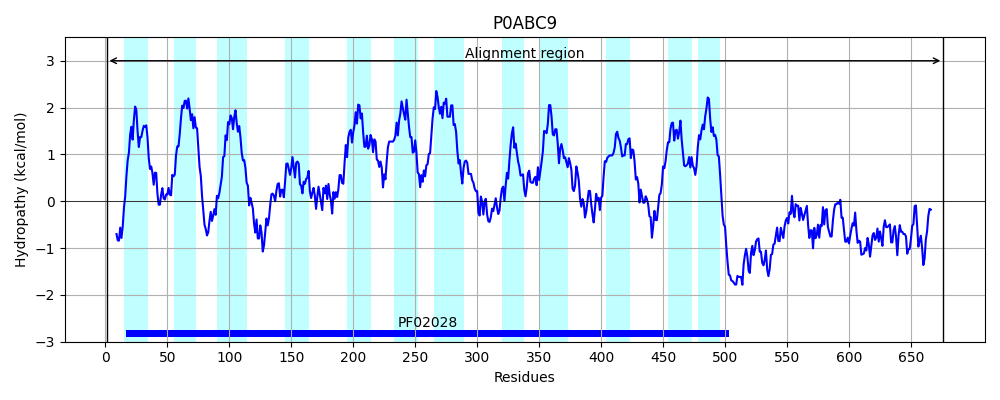 P0ABC9
Alignment region
Hydropathy (kcal/mol)
3
2
1
0
−1
−2
−3
PF02028
0 50 100 150 200 250 300 350 400 450 500 550 600 650
Residues